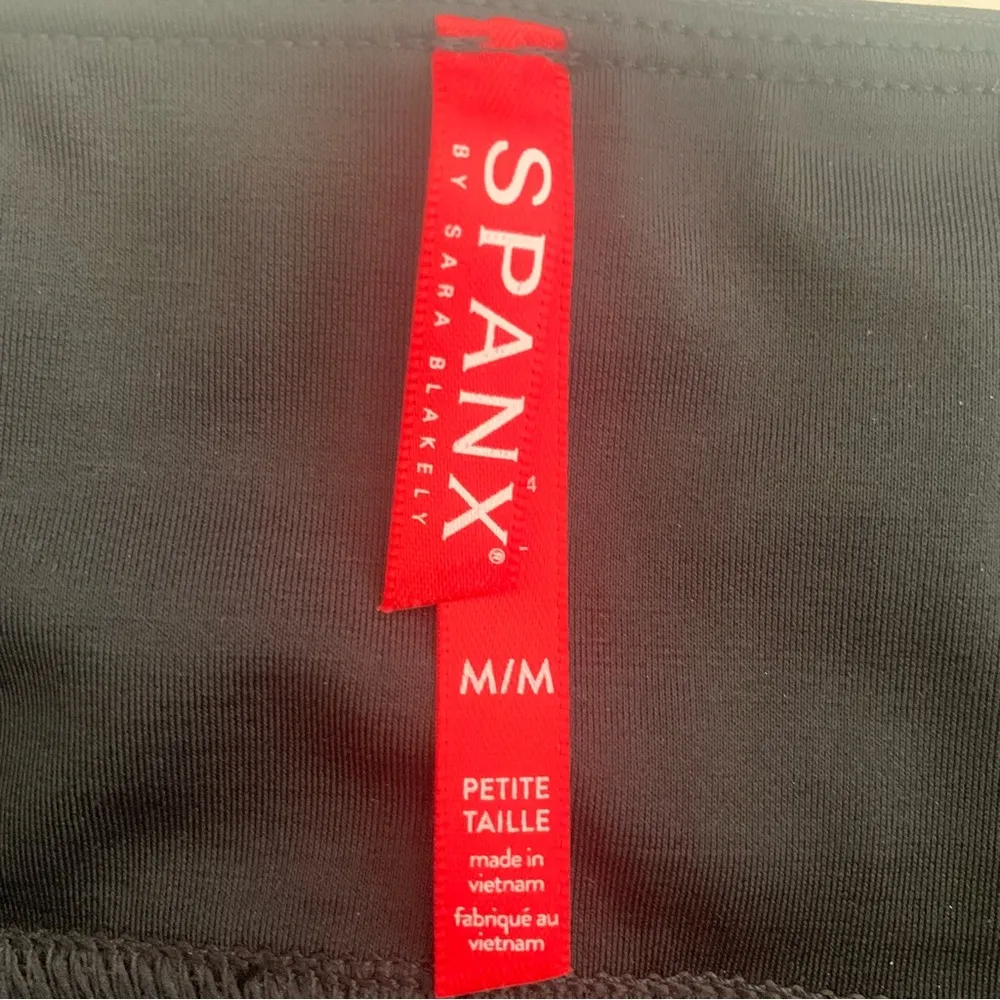 SPANX®
BY SARA BLAKELY
M/M
PETITE
TAILLE
made in
vietnam
fabriqué au
vietnam